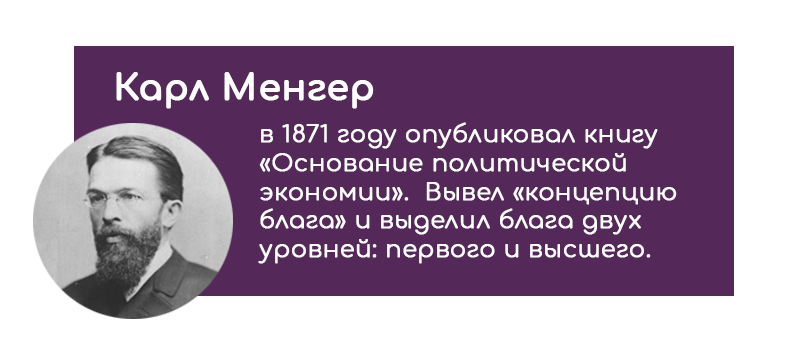 Карл Менгер
в 1871 году опубликовал книгу
«Основание политической
экономии». Вывел «концепцию
блага» и выделил блага двух
уровней: первого и высшего.